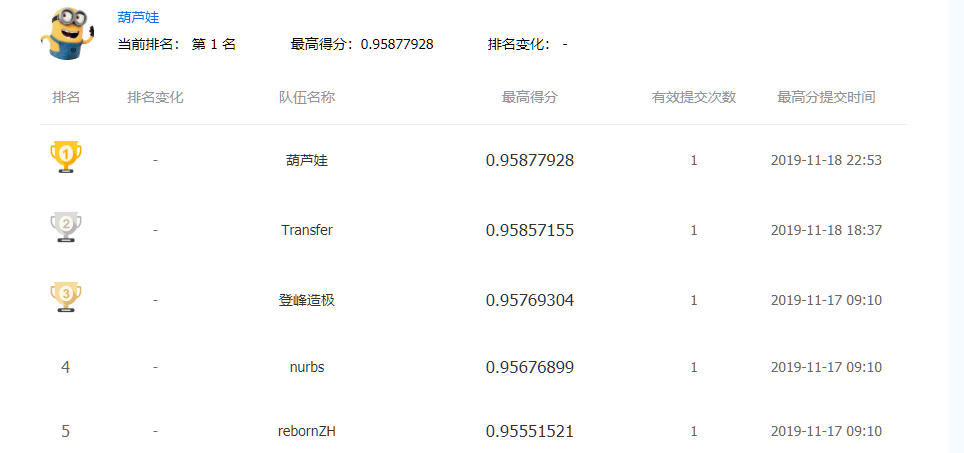 葫芦娃
当前排名： 第 1 名 最高得分：0.95877928 排名变化： -
排名 排名变化 队伍名称 最高得分 有效提交次数 最高分提交时间
1 - 葫芦娃 0.95877928 1 2019-11-18 22:53
2 - Transfer 0.95857155 1 2019-11-18 18:37
3 - 登峰造极 0.95769304 1 2019-11-17 09:10
4 - nurbs 0.95676899 1 2019-11-17 09:10
5 - rebornZH 0.95551521 1 2019-11-17 09:10